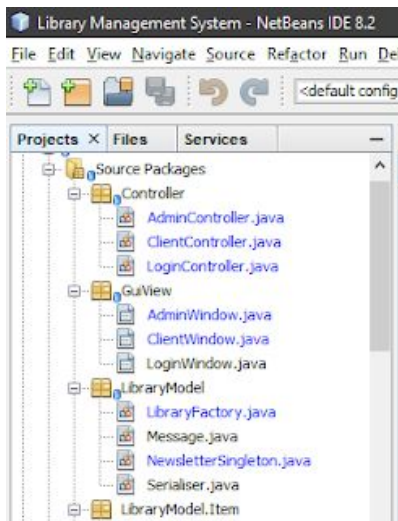 Library Management System - NetBeans IDE 8.2
File Edit View Navigate Source Refactor Run De
<default config
Projects × Files Services
Source Packages
Controller
AdminController.java
ClientController.java
LoginController.java
GuiView
AdminWindow.java
ClientWindow.java
LoginWindow.java
LibraryModel
LibraryFactory.java
Message.java
NewsletterSingleton.java
Serialiser.java
LibraryModel.Item